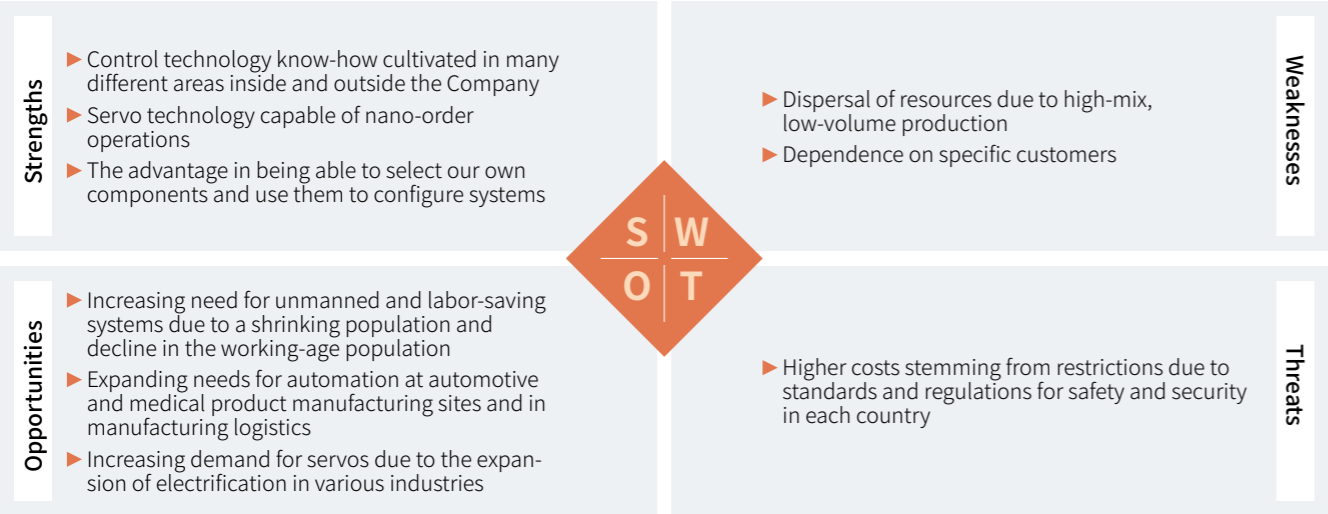 Strengths
► Control technology know-how cultivated in many
different areas inside and outside the Company
► Servo technology capable of nano-order
operations
► The advantage in being able to select our own
components and use them to configure systems
Weaknesses
► Dispersal of resources due to high-mix,
low-volume production
► Dependence on specific customers
S W
O T
Opportunities
► Increasing need for unmanned and labor-saving
systems due to a shrinking population and
decline in the working-age population
► Expanding needs for automation at automotive
and medical product manufacturing sites and in
manufacturing logistics
► Increasing demand for servos due to the expan-
sion of electrification in various industries
Threats
► Higher costs stemming from restrictions due to
standards and regulations for safety and security
in each country